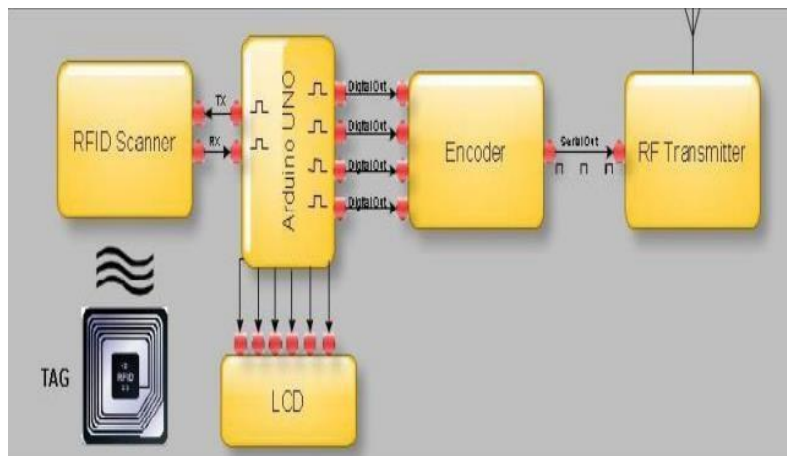 RFID Scanner
TX
RX
Arduino UNO
DigitalOut
DigitalOut
DigitalOut
DigitalOut
Encoder
SerialOut
RF Transmitter
TAG
RFID
LCD